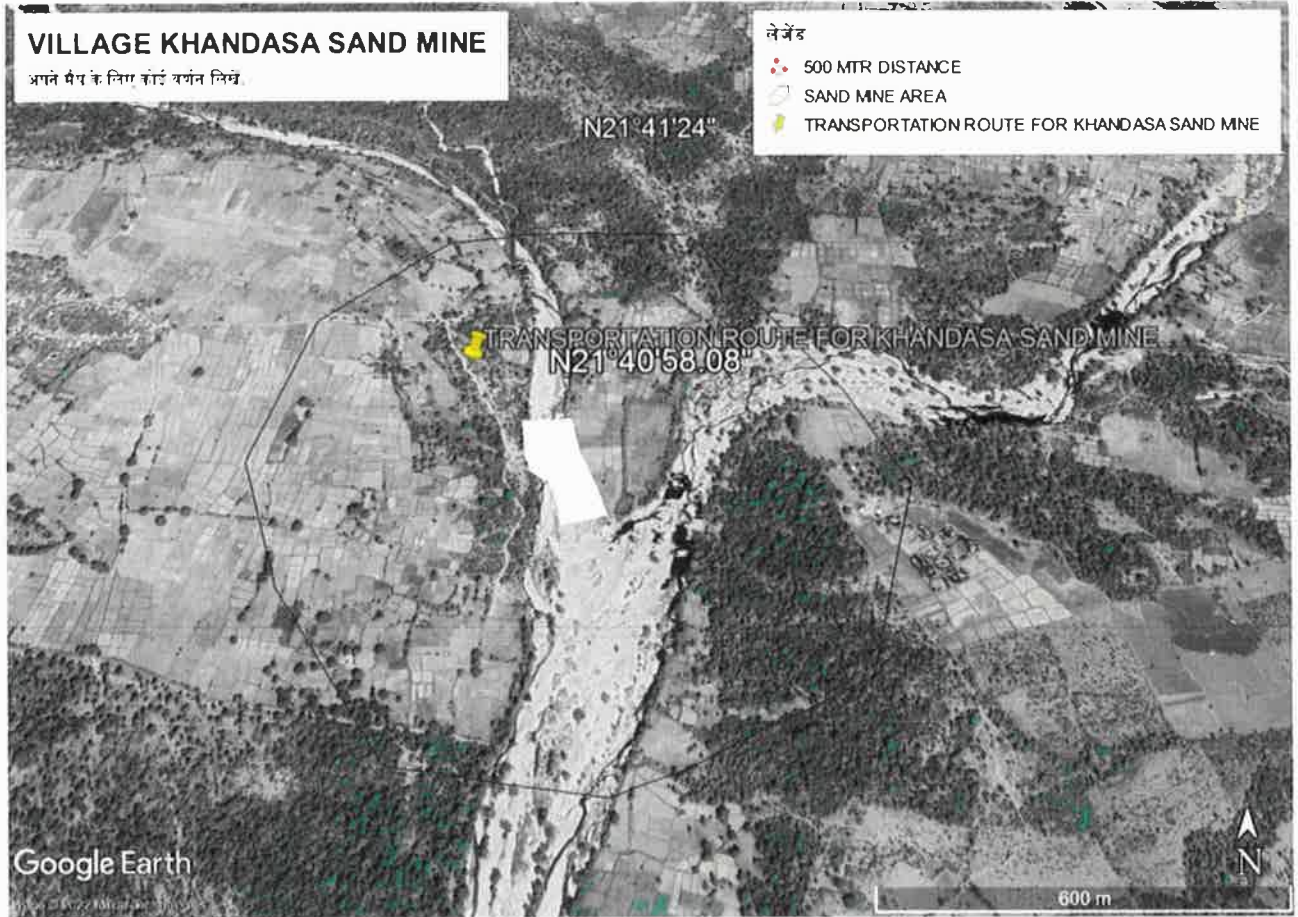 VILLAGE KHANDASA SAND MINE
अपने मैप के लिए कोई वर्णन लिखें.
लेजेंड
500 MTR DISTANCE
SAND MINE AREA
TRANSPORTATION ROUTE FOR KHANDASA SAND MINE
N21°41'24"
TRANSPORTATION ROUTE FOR KHANDASA SAND MINE
N21°40'58.08"
Google Earth
N
600 m